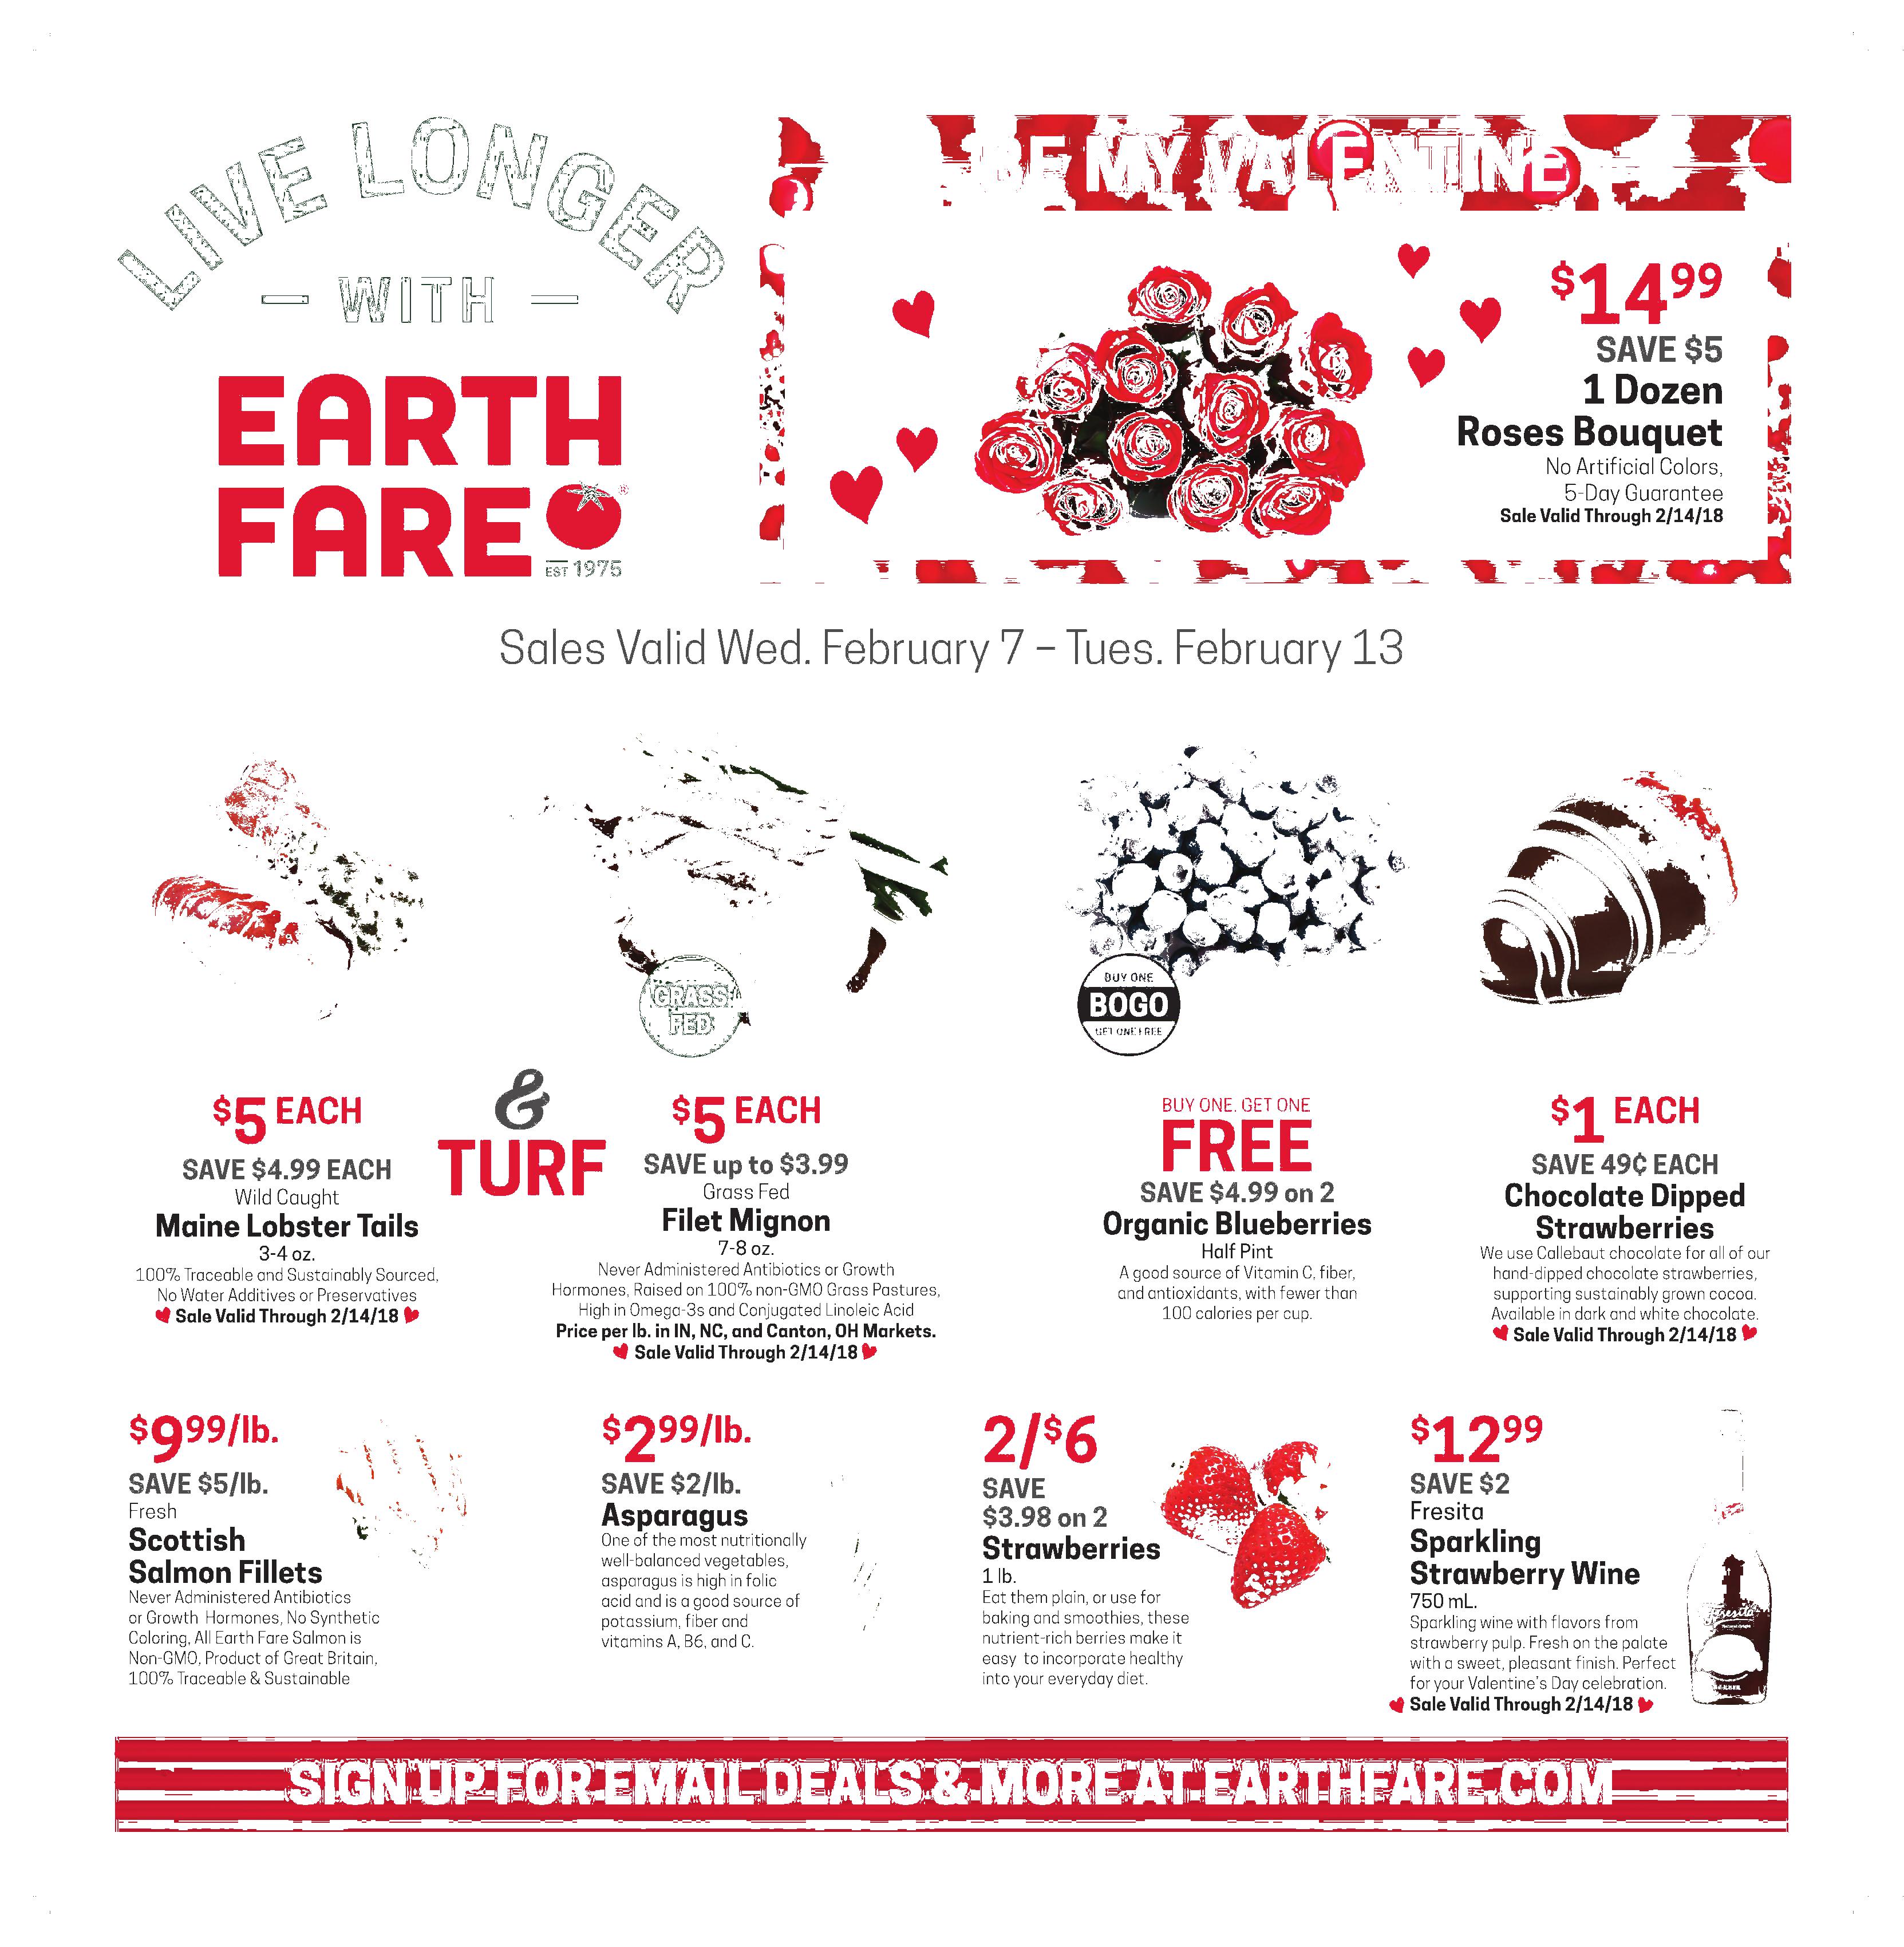 LIVE LONGER
WITH
EARTH
FARE®
EST 1975
BE MY VALENTINE
$14.99
SAVE $5
1 Dozen
Roses Bouquet
No Artificial Colors,
5-Day Guarantee
Sale Valid Through 2/14/18
Sales Valid Wed. February 7 – Tues. February 13
GRASS
FED
BUY ONE
BOGO
GET ONE FREE
$5 EACH
SAVE $4.99 EACH
Wild Caught
Maine Lobster Tails
3-4 oz.
100% Traceable and Sustainably Sourced,
No Water Additives or Preservatives
Sale Valid Through 2/14/18
&
TURF
$5 EACH
SAVE up to $3.99
Grass Fed
Filet Mignon
7-8 oz.
Never Administered Antibiotics or Growth
Hormones, Raised on 100% non-GMO Grass Pastures,
High in Omega-3s and Conjugated Linoleic Acid
Price per lb. in IN, NC, and Canton, OH Markets.
Sale Valid Through 2/14/18
BUY ONE. GET ONE
FREE
SAVE $4.99 on 2
Organic Blueberries
Half Pint
A good source of Vitamin C, fiber,
and antioxidants, with fewer than
100 calories per cup.
$1 EACH
SAVE 49¢ EACH
Chocolate Dipped
Strawberries
We use Callebaut chocolate for all of our
hand-dipped chocolate strawberries,
supporting sustainably grown cocoa.
Available in dark and white chocolate.
Sale Valid Through 2/14/18
$9.99/lb.
SAVE $5/lb.
Fresh
Scottish
Salmon Fillets
Never Administered Antibiotics
or Growth Hormones, No Synthetic
Coloring, All Earth Fare Salmon is
Non-GMO, Product of Great Britain,
100% Traceable & Sustainable
$2.99/lb.
SAVE $2/lb.
Asparagus
One of the most nutritionally
well-balanced vegetables,
asparagus is high in folic
acid and is a good source of
potassium, fiber and
vitamins A, B6, and C.
2/$6
SAVE
$3.98 on 2
Strawberries
1 lb.
Eat them plain, or use for
baking and smoothies, these
nutrient-rich berries make it
easy to incorporate healthy
into your everyday diet.
$12.99
SAVE $2
Fresita
Sparkling
Strawberry Wine
750 mL.
Sparkling wine with flavors from
strawberry pulp. Fresh on the palate
with a sweet, pleasant finish. Perfect
for your Valentine's Day celebration.
Sale Valid Through 2/14/18
Fresita
SIGN UP FOR EMAIL DEALS & MORE AT EARTHFARE.COM